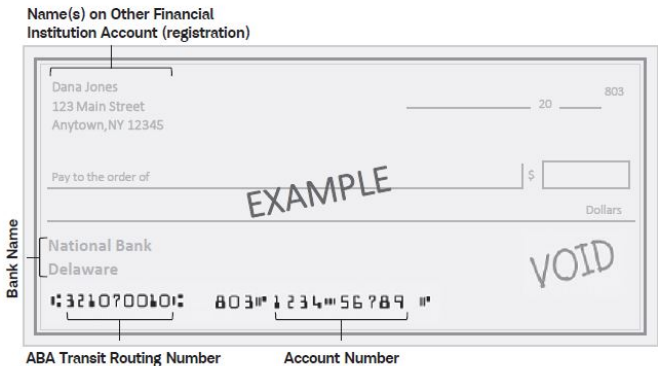 Name(s) on Other Financial
Institution Account (registration)
Dana Jones
123 Main Street
Anytown,NY 12345
803
20
Pay to the order of
$
EXAMPLE
Dollars
Bank Name
National Bank
Delaware
VOID
⑆321070010⑆ 803⑈1234⑉56789 ⑈
ABA Transit Routing Number
Account Number